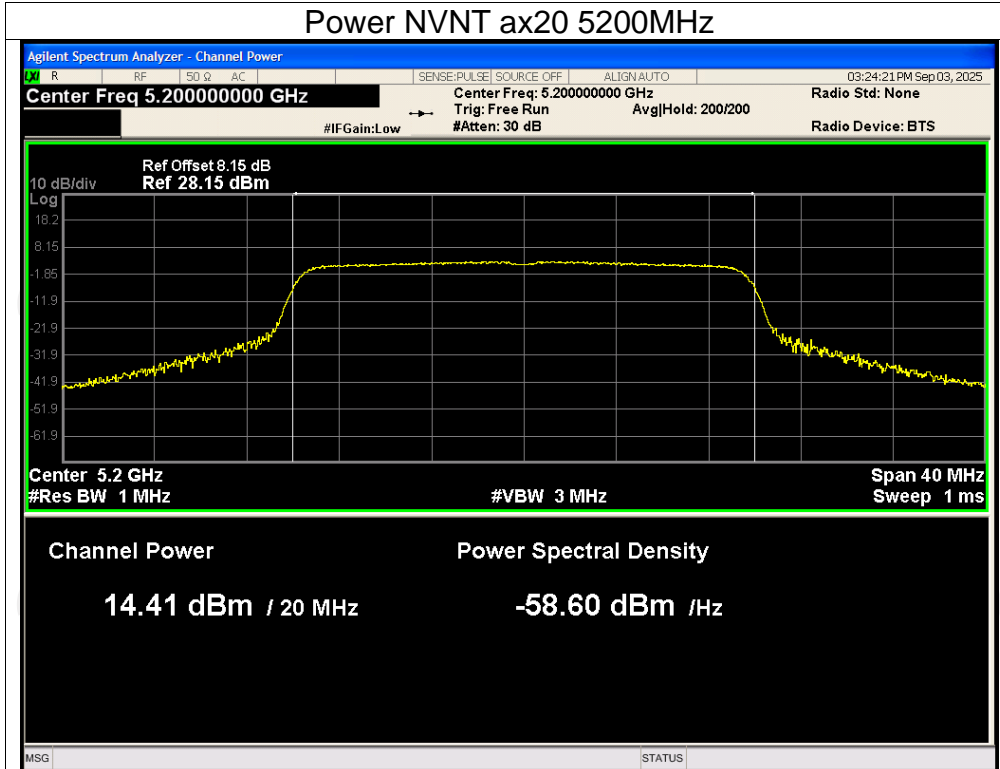 Power NVNT ax20 5200MHz
Agilent Spectrum Analyzer - Channel Power
LXI R RF 50 Ω AC SENSE:PULSE SOURCE OFF ALIGN AUTO 03:24:21 PM Sep 03, 2025
Center Freq 5.200000000 GHz Center Freq: 5.200000000 GHz Radio Std: None
Trig: Free Run Avg|Hold: 200/200
#IFGain:Low #Atten: 30 dB Radio Device: BTS
Ref Offset 8.15 dB
10 dB/div Ref 28.15 dBm
Log
18.2
8.15
-1.85
-11.9
-21.9
-31.9
-41.9
-51.9
-61.9
Center 5.2 GHz Span 40 MHz
#Res BW 1 MHz #VBW 3 MHz Sweep 1 ms
Channel Power Power Spectral Density
14.41 dBm / 20 MHz -58.60 dBm /Hz
MSG STATUS